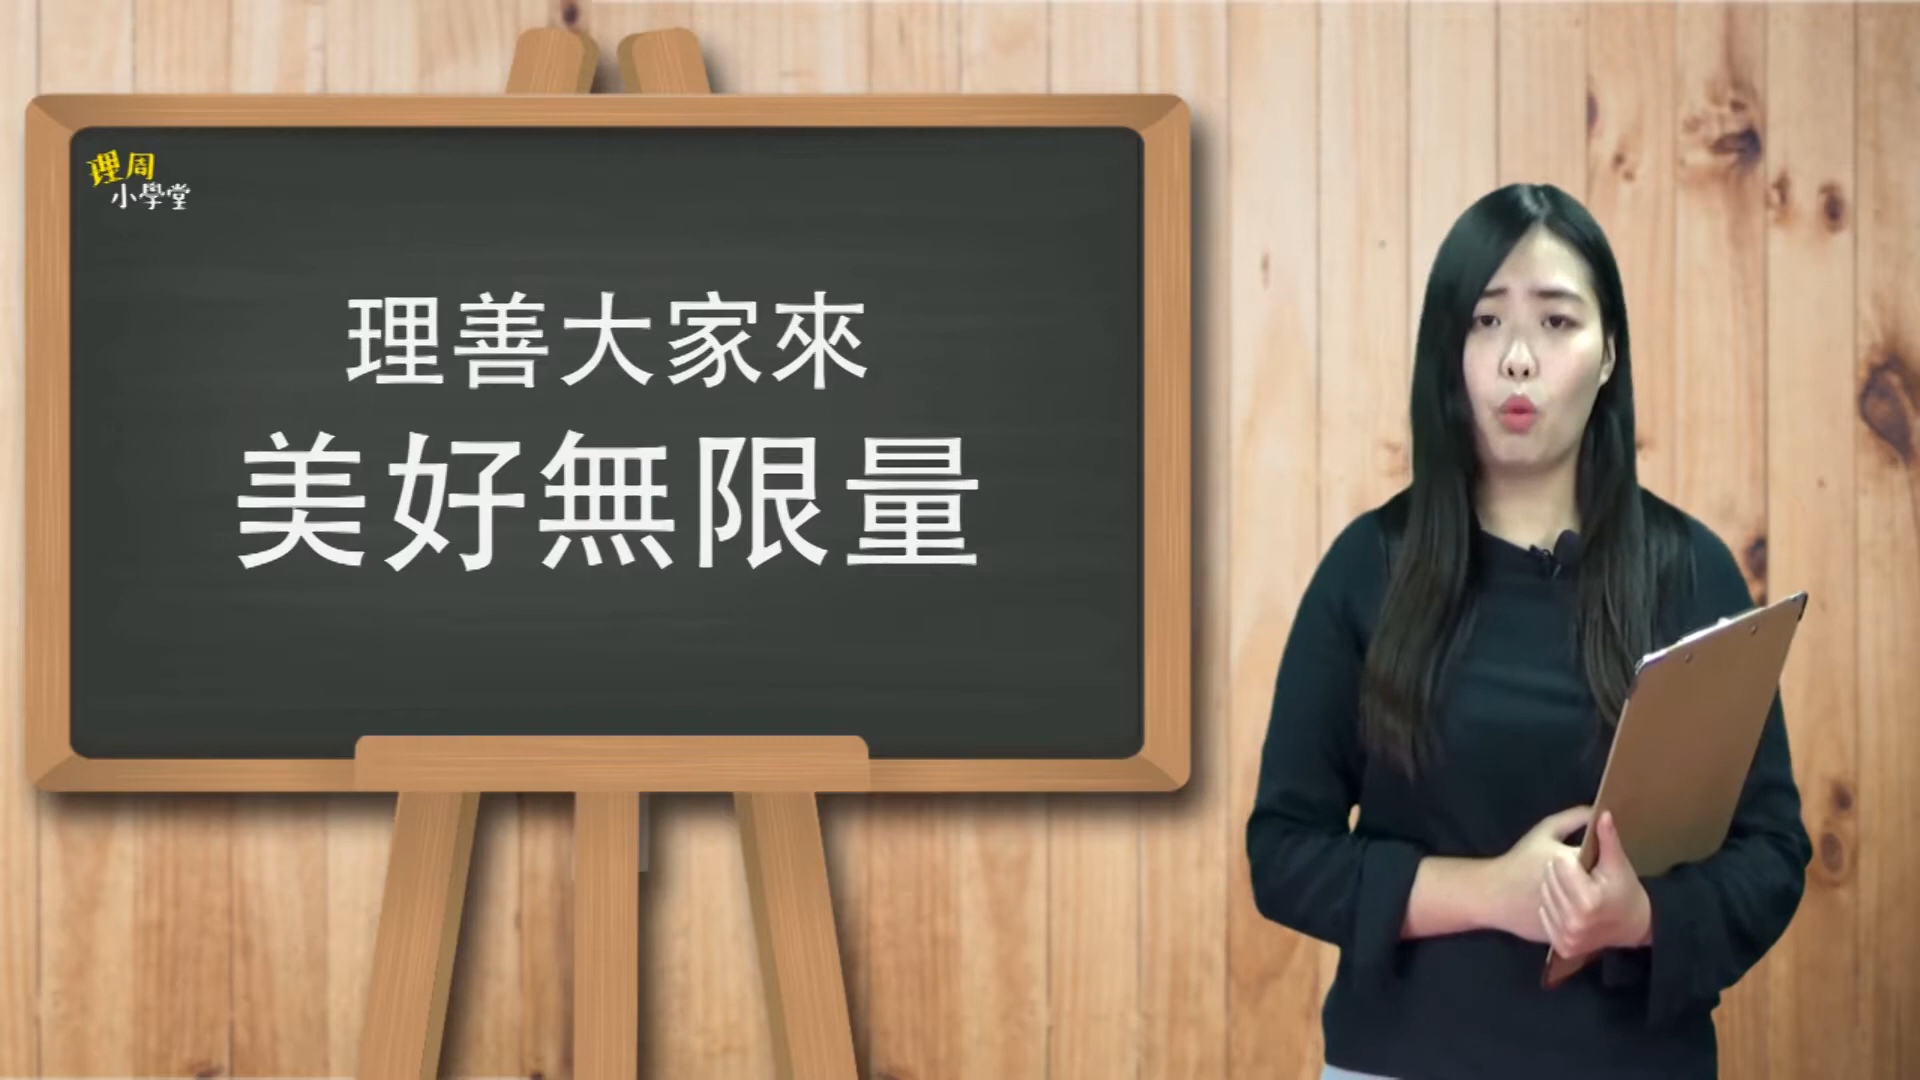 理周
小學堂
理善大家來
美好無限量